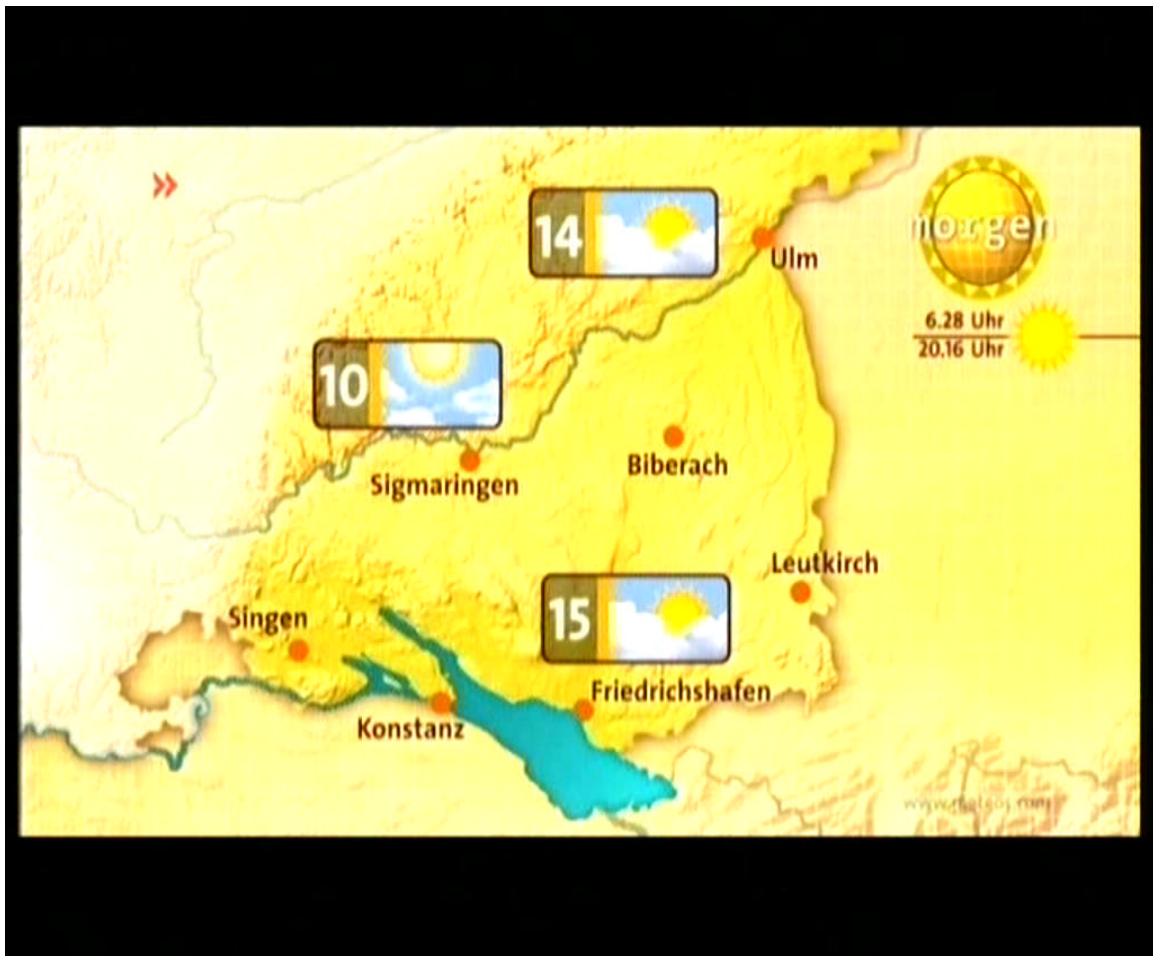 »
morgen
14
Ulm
6.28 Uhr
20.16 Uhr
10
Biberach
Sigmaringen
Leutkirch
15
Singen
Friedrichshafen
Konstanz